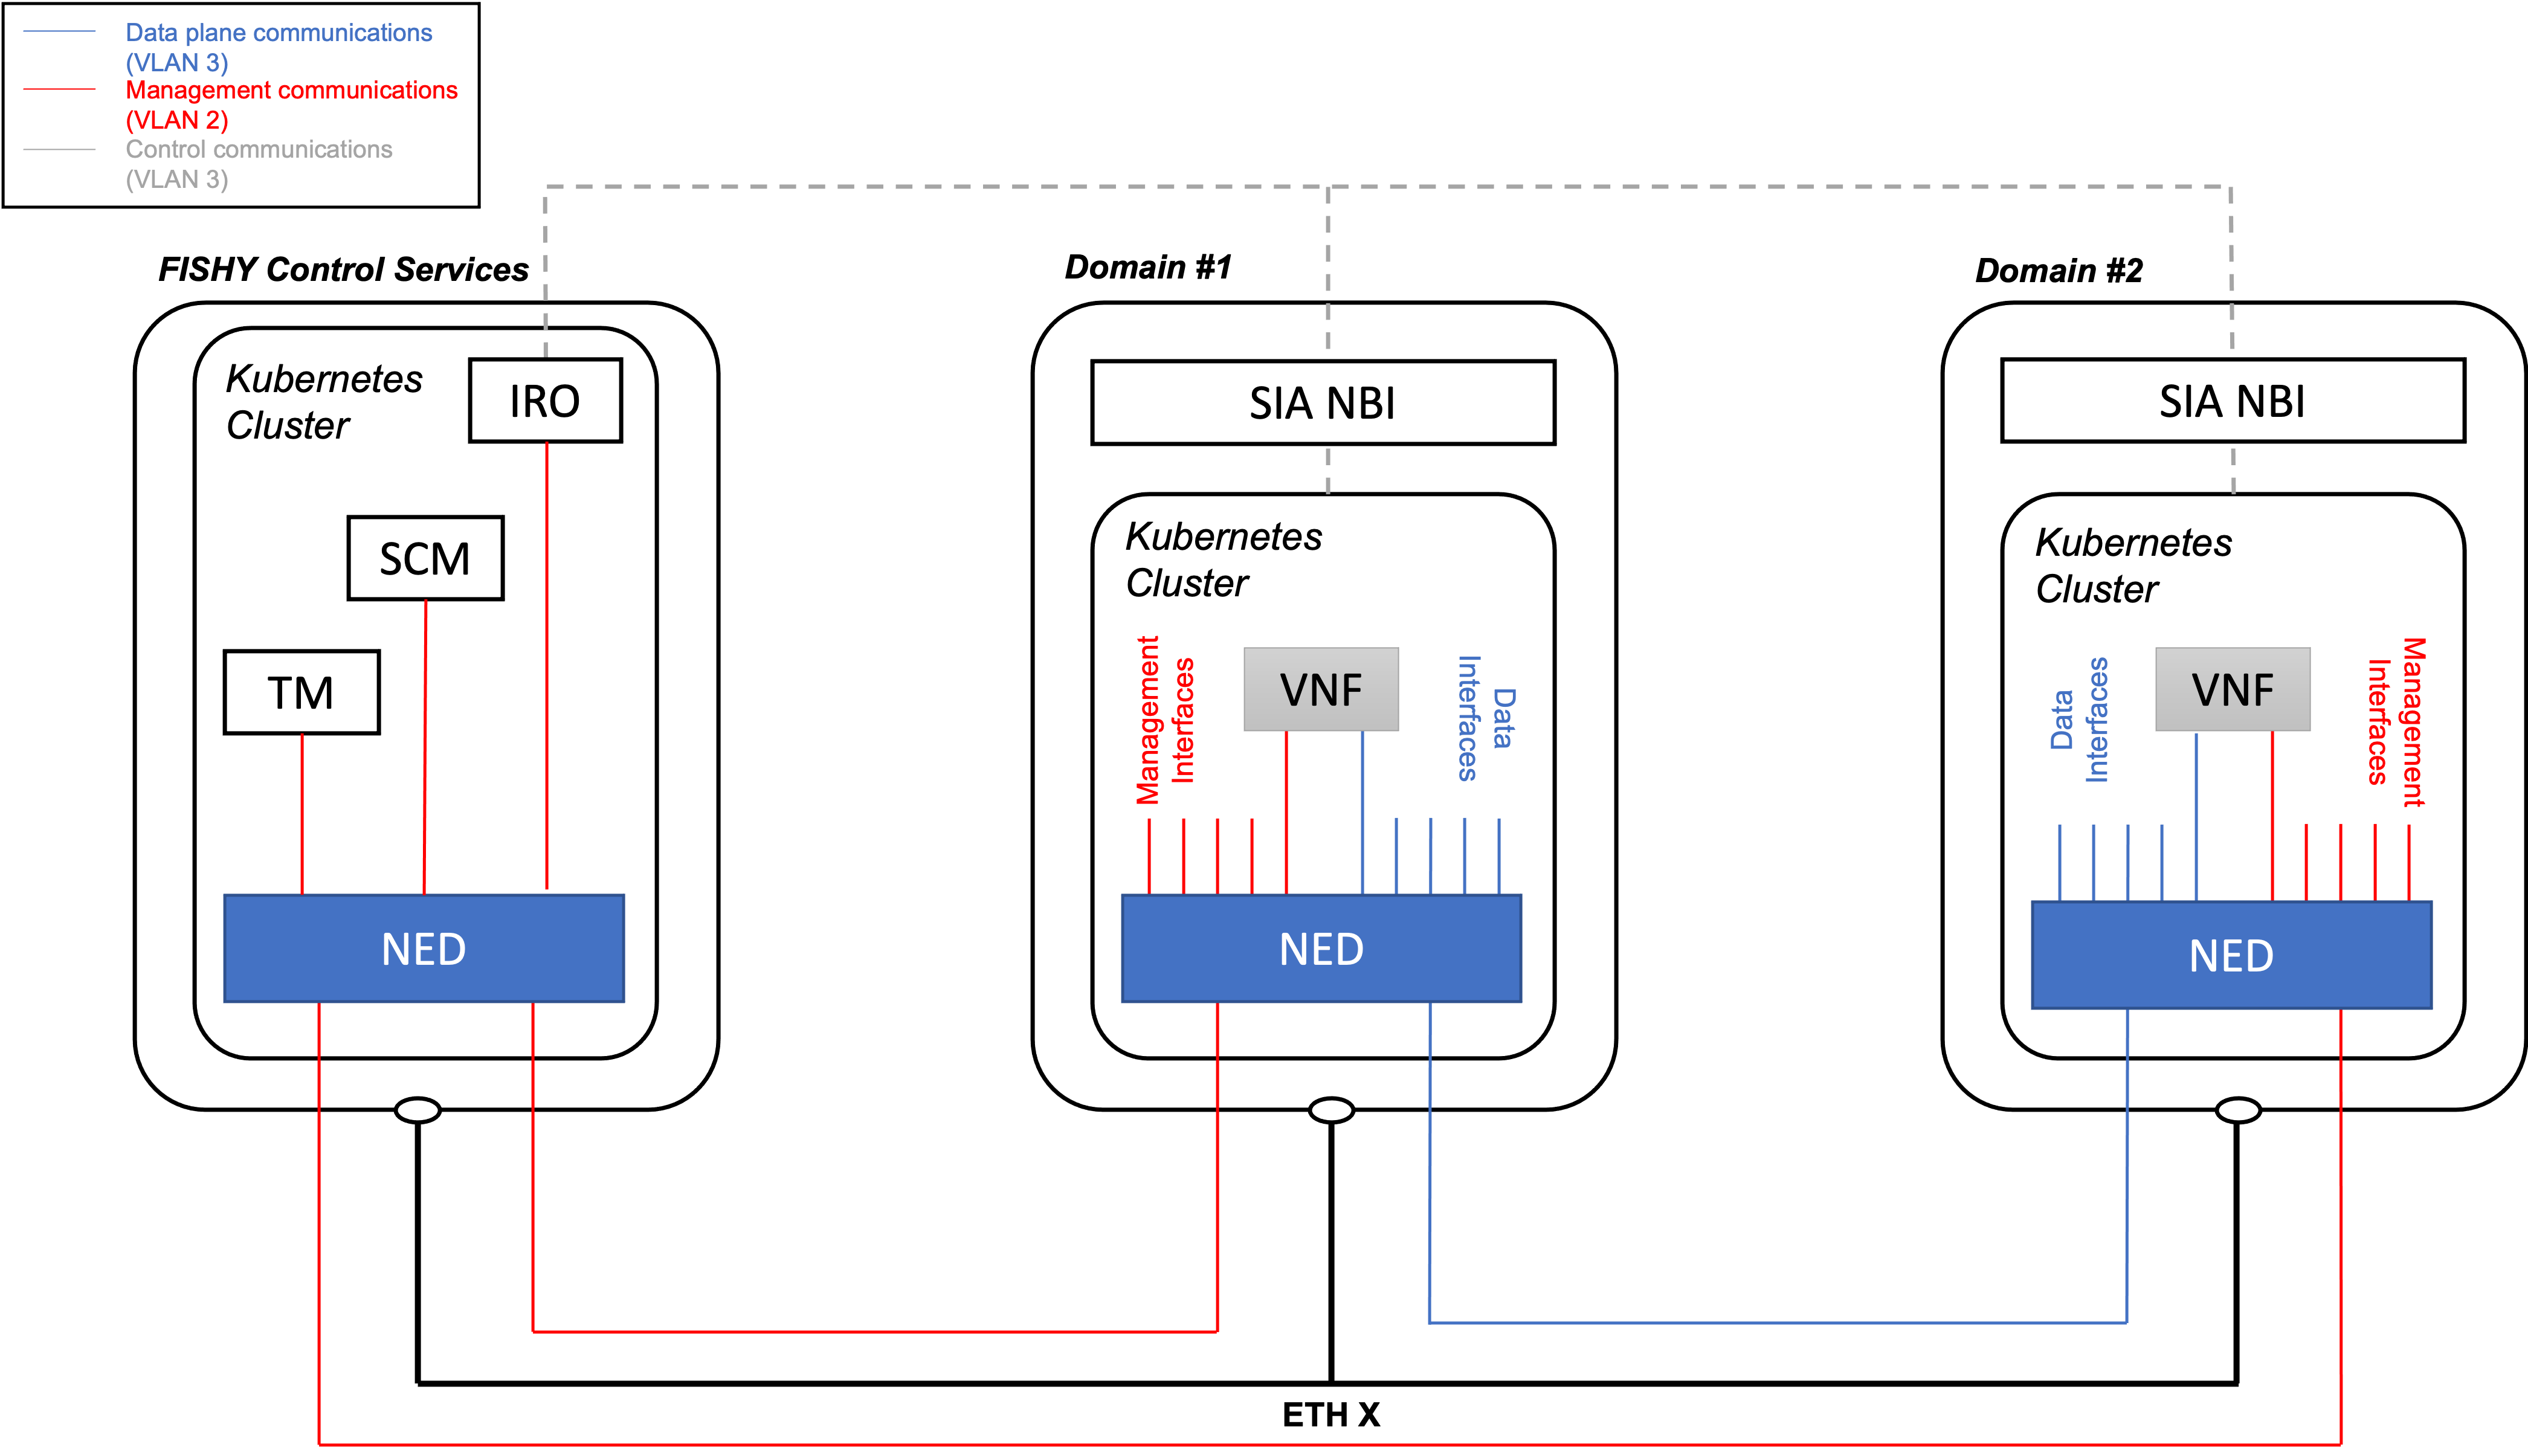 Data plane communications
(VLAN 3)
Management communications
(VLAN 2)
Control communications
(VLAN 3)
FISHY Control Services
Kubernetes
Cluster
IRO
SCM
TM
NED
Domain #1
SIA NBI
Kubernetes
Cluster
Management
Interfaces
VNF
Data
Interfaces
NED
Domain #2
SIA NBI
Kubernetes
Cluster
Data
Interfaces
VNF
Management
Interfaces
NED
ETH X